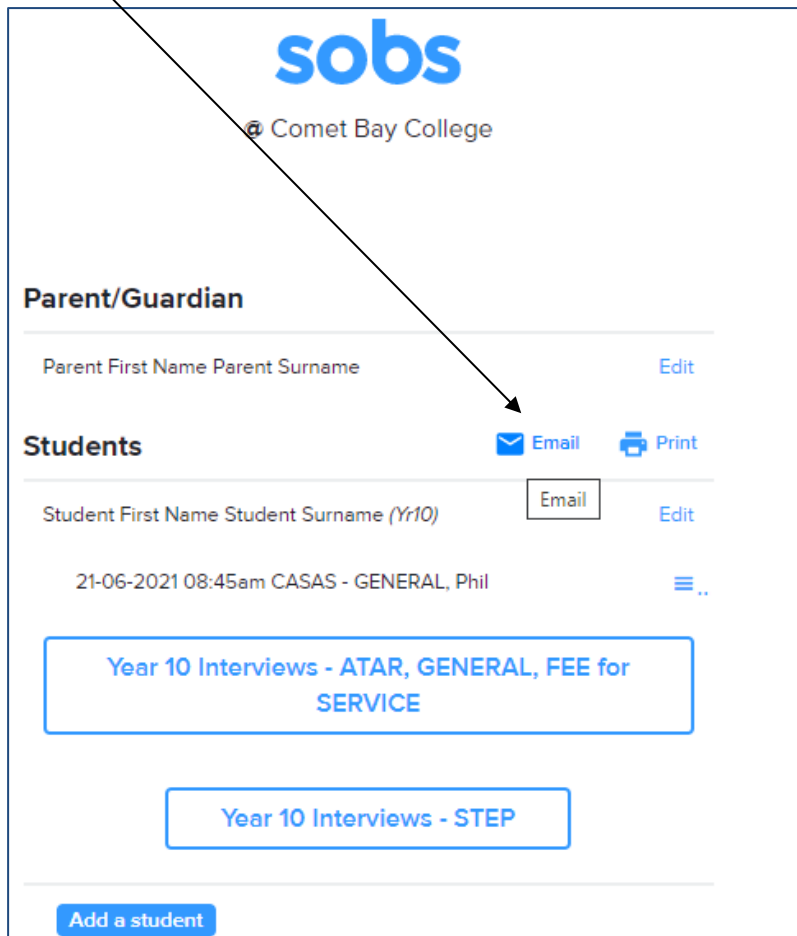 sobs
@ Comet Bay College
Parent/Guardian
Parent First Name Parent Surname Edit
Students Email Print
Email
Student First Name Student Surname (Yr10) Edit
21-06-2021 08:45am CASAS - GENERAL, Phil
Year 10 Interviews - ATAR, GENERAL, FEE for
SERVICE
Year 10 Interviews - STEP
Add a student